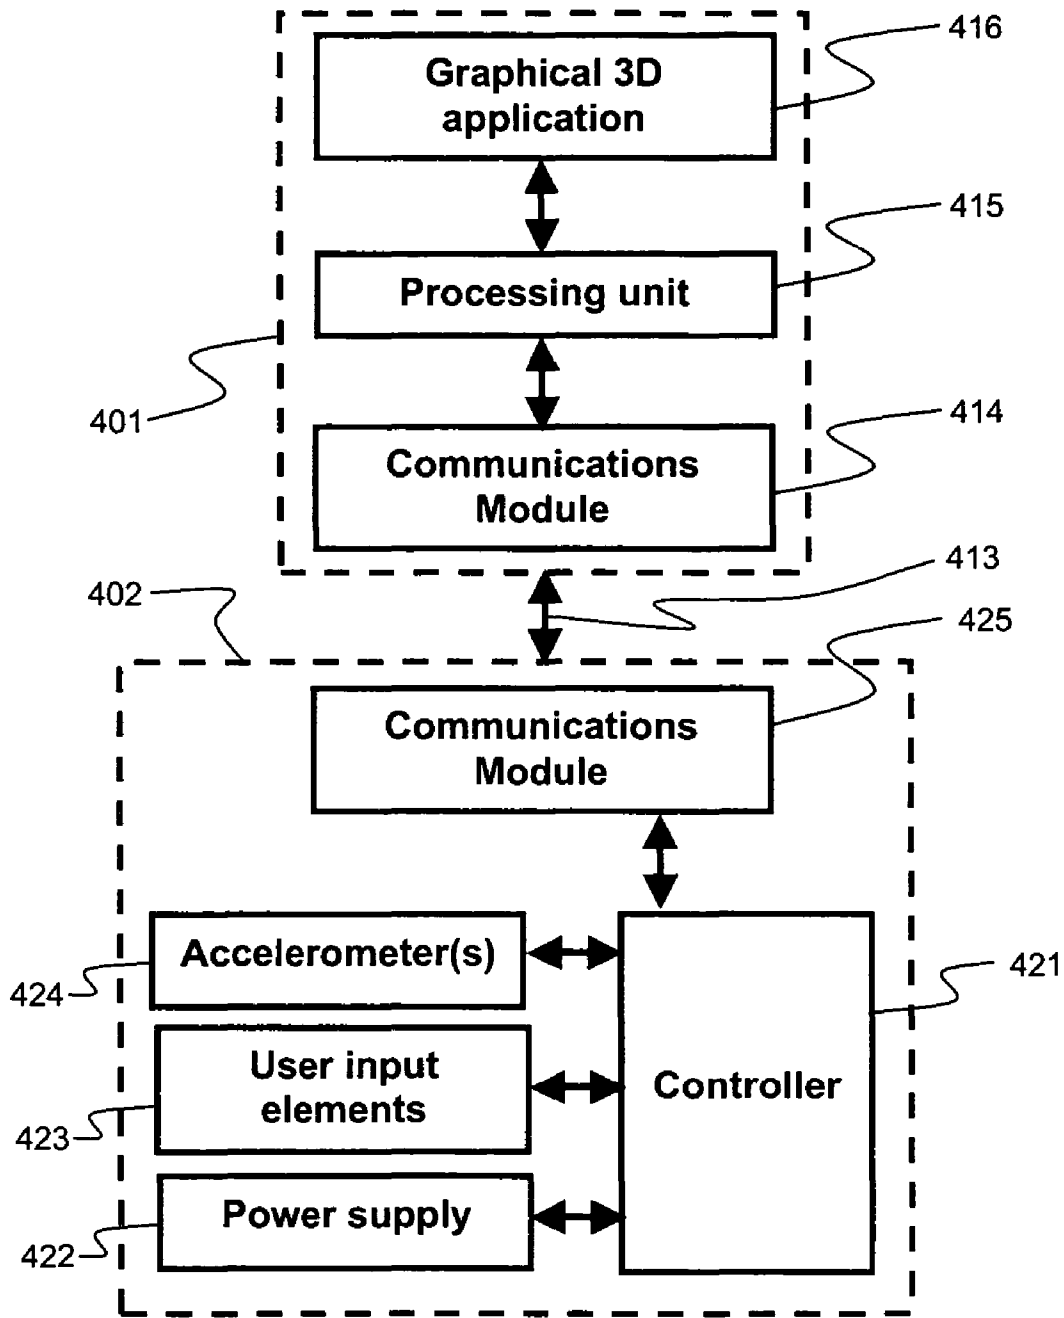 416
Graphical 3D
application
415
Processing unit
401
414
Communications
Module
413
402
425
Communications
Module
Accelerometer(s)
424
421
User input
elements
Controller
423
Power supply
422